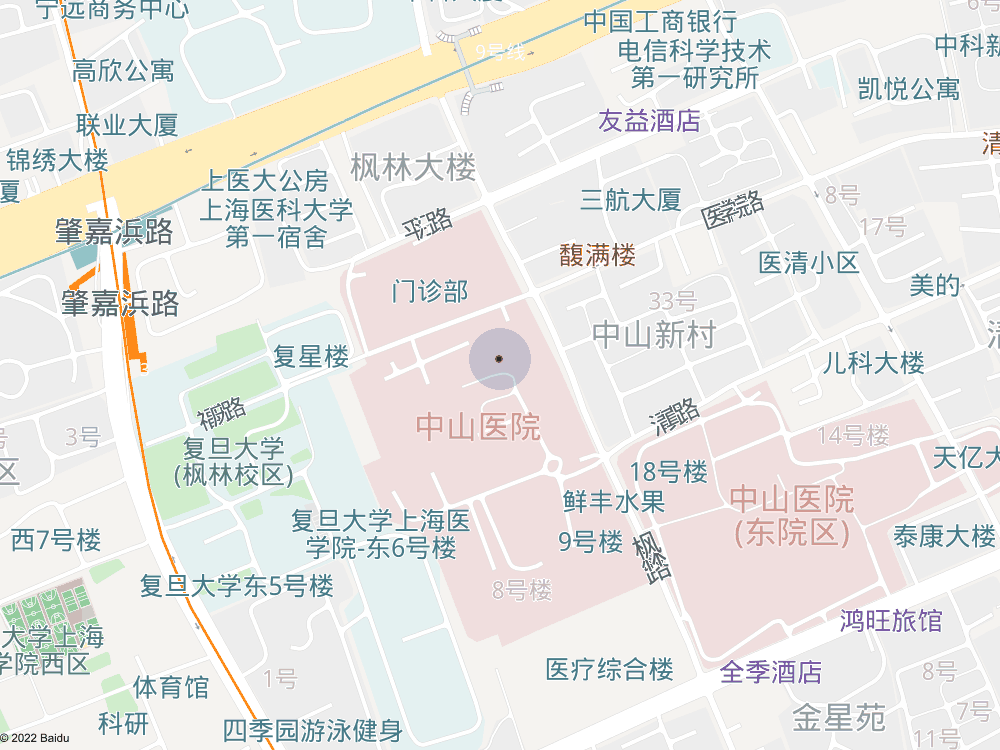 宁远商务中心
中国工商银行
9号线
电信科学技术
第一研究所
中科新
高欣公寓
凯悦公寓
联业大厦
友益酒店
锦绣大楼
厦
枫林大楼
清
上医大公房
上海医科大学
第一宿舍
三航大厦
医学院路
8号
17号
平江路
肇嘉浜路
馥满楼
医清小区
门诊部
美的
肇嘉浜路
33号
中山新村
清
复星楼
儿科大楼
福源路
清真路
中山医院
3号
号
14号楼
复旦大学
(枫林校区)
天亿大
区
18号楼
鲜丰水果
中山医院
(东院区)
复旦大学上海医
学院-东6号楼
西7号楼
9号楼
枫林路
泰康大楼
复旦大学东5号楼
8号楼
大学上海
学院西区
鸿旺旅馆
医疗综合楼
全季酒店
8号
1号
体育馆
金星苑
7号
科研
四季园游泳健身
11号
© 2022 Baidu